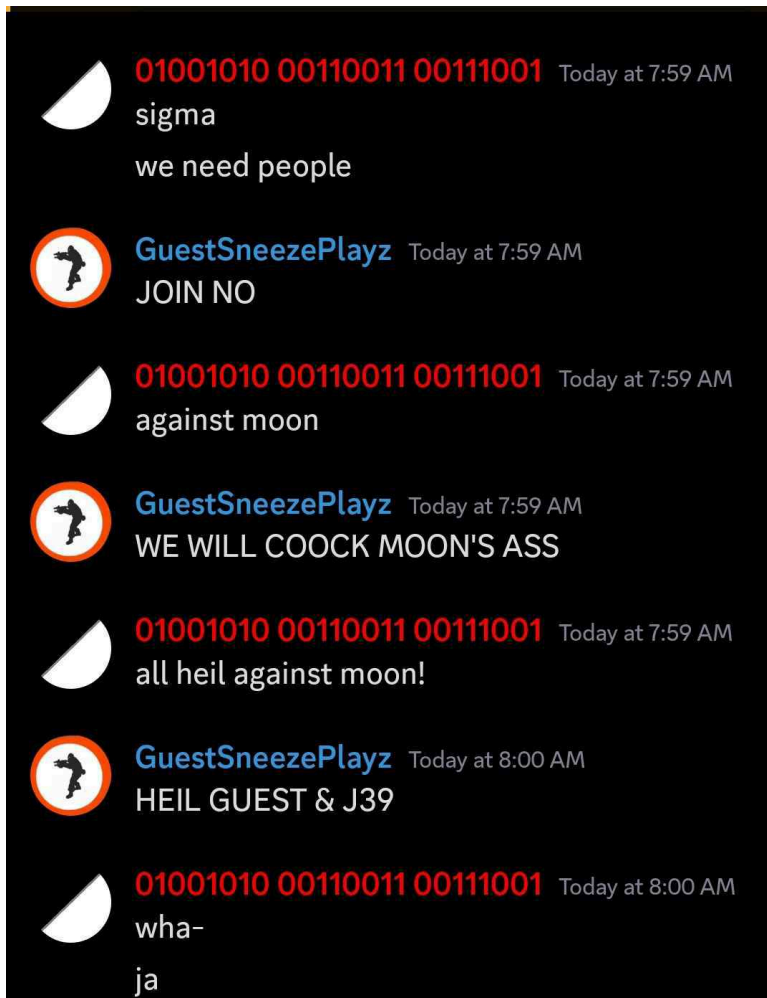 01001010 00110011 00111001 Today at 7:59 AM
sigma
we need people
GuestSneezePlayz Today at 7:59 AM
JOIN NO
01001010 00110011 00111001 Today at 7:59 AM
against moon
GuestSneezePlayz Today at 7:59 AM
WE WILL COOCK MOON'S ASS
01001010 00110011 00111001 Today at 7:59 AM
all heil against moon!
GuestSneezePlayz Today at 8:00 AM
HEIL GUEST & J39
01001010 00110011 00111001 Today at 8:00 AM
wha-
ja